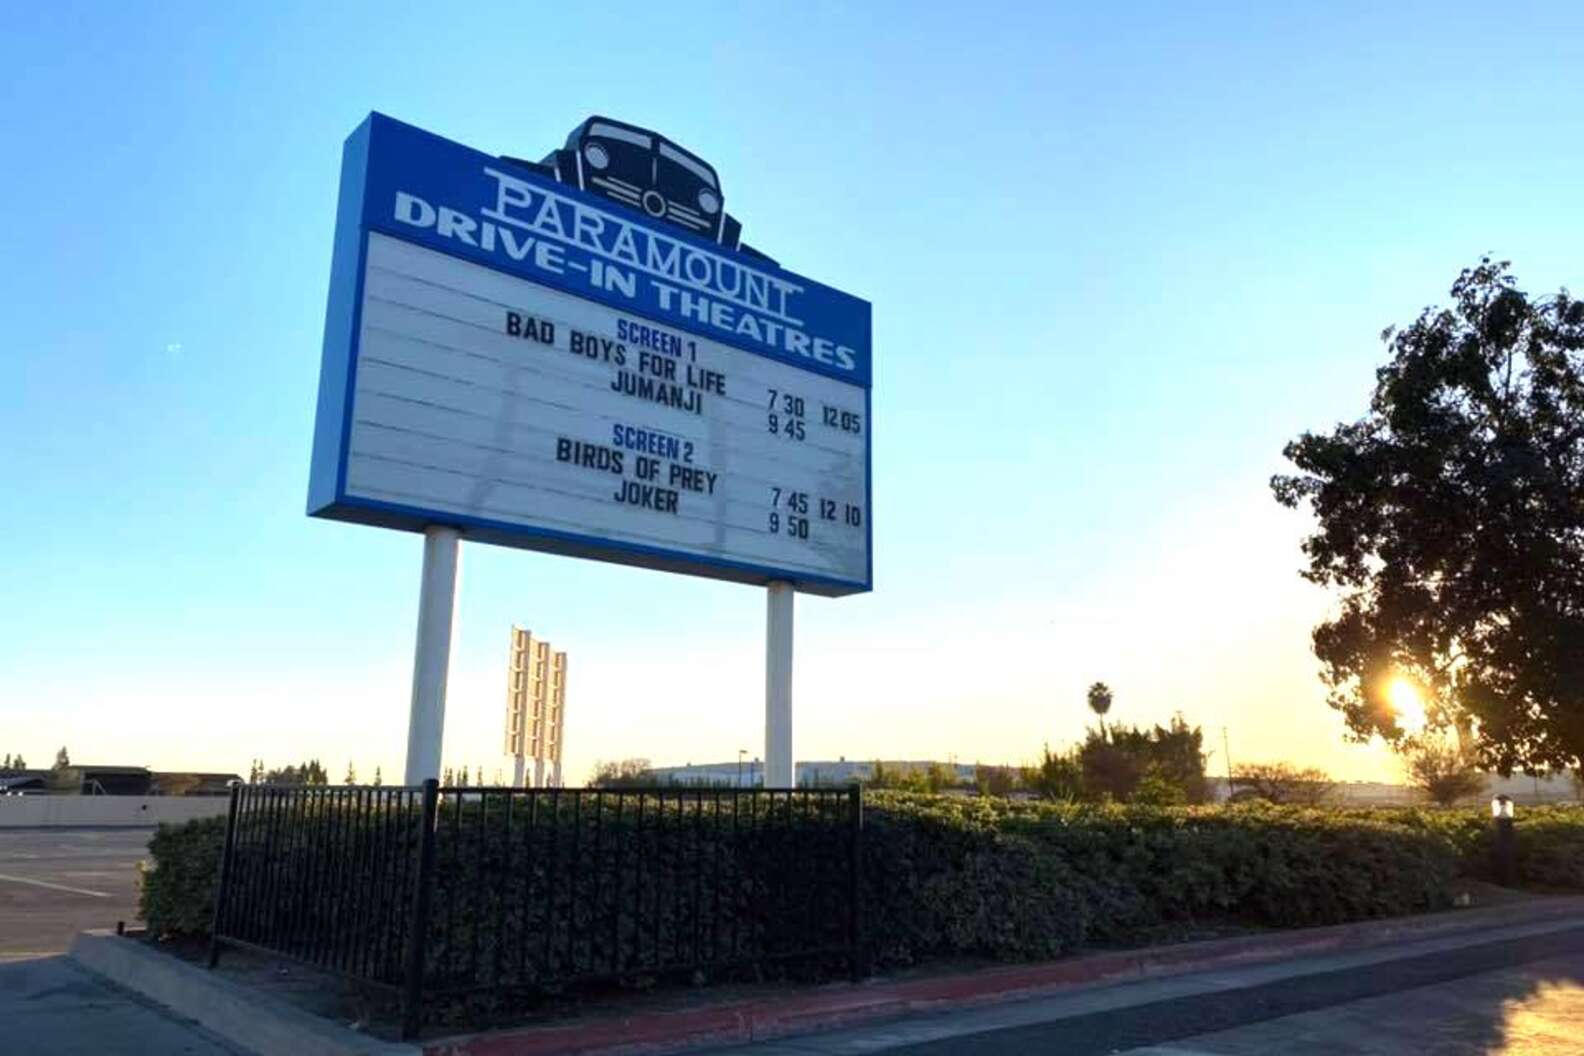 PARAMOUNT
DRIVE-IN THEATRES
SCREEN 1
BAD BOYS FOR LIFE 7 30 12 05
JUMANJI 9 45
SCREEN 2
BIRDS OF PREY 7 45 12 10
JOKER 9 50